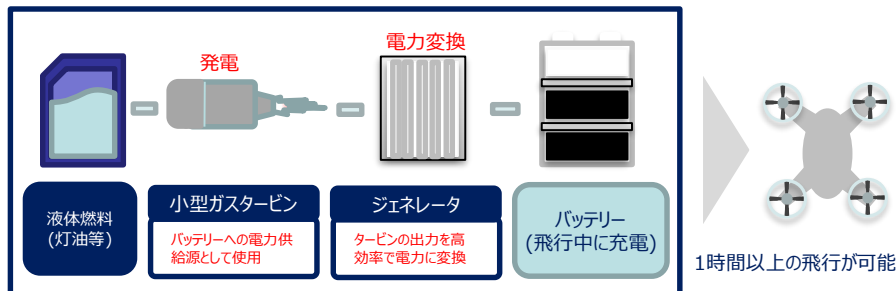 発電
電力変換
液体燃料
(灯油等)
小型ガスタービン
バッテリーへの電力供
給源として使用
ジェネレータ
タービンの出力を高
効率で電力に変換
バッテリー
(飛行中に充電)
1時間以上の飛行が可能